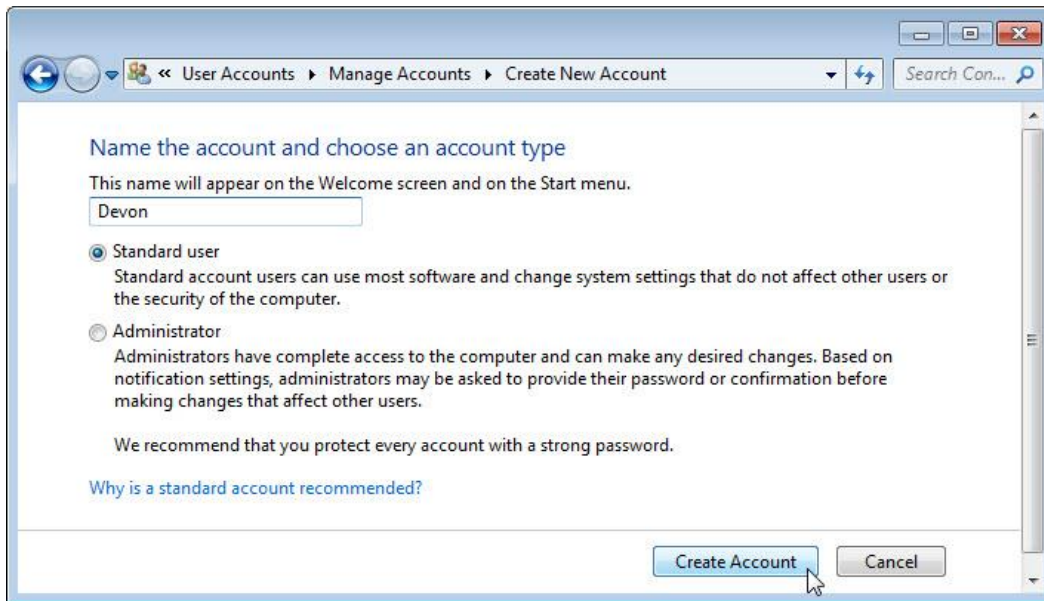 « User Accounts ▸ Manage Accounts ▸ Create New Account
Search Con...
Name the account and choose an account type
This name will appear on the Welcome screen and on the Start menu.
Devon
Standard user
Standard account users can use most software and change system settings that do not affect other users or
the security of the computer.
Administrator
Administrators have complete access to the computer and can make any desired changes. Based on
notification settings, administrators may be asked to provide their password or confirmation before
making changes that affect other users.
We recommend that you protect every account with a strong password.
Why is a standard account recommended?
Create Account
Cancel